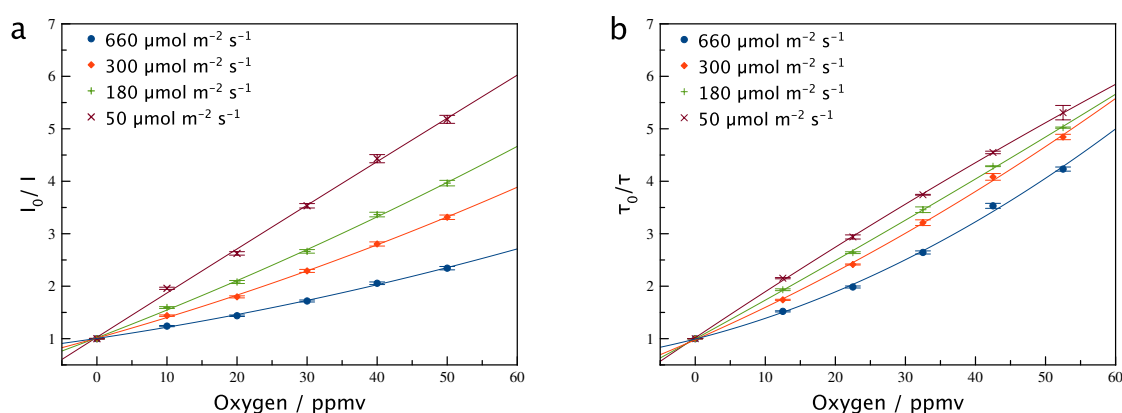 a
7
6
5
4
3
2
1
I₀/ I
660 μmol m⁻² s⁻¹
300 μmol m⁻² s⁻¹
180 μmol m⁻² s⁻¹
50 μmol m⁻² s⁻¹
0 10 20 30 40 50 60
Oxygen / ppmv
b
7
6
5
4
3
2
1
τ₀/τ
660 μmol m⁻² s⁻¹
300 μmol m⁻² s⁻¹
180 μmol m⁻² s⁻¹
50 μmol m⁻² s⁻¹
0 10 20 30 40 50 60
Oxygen / ppmv